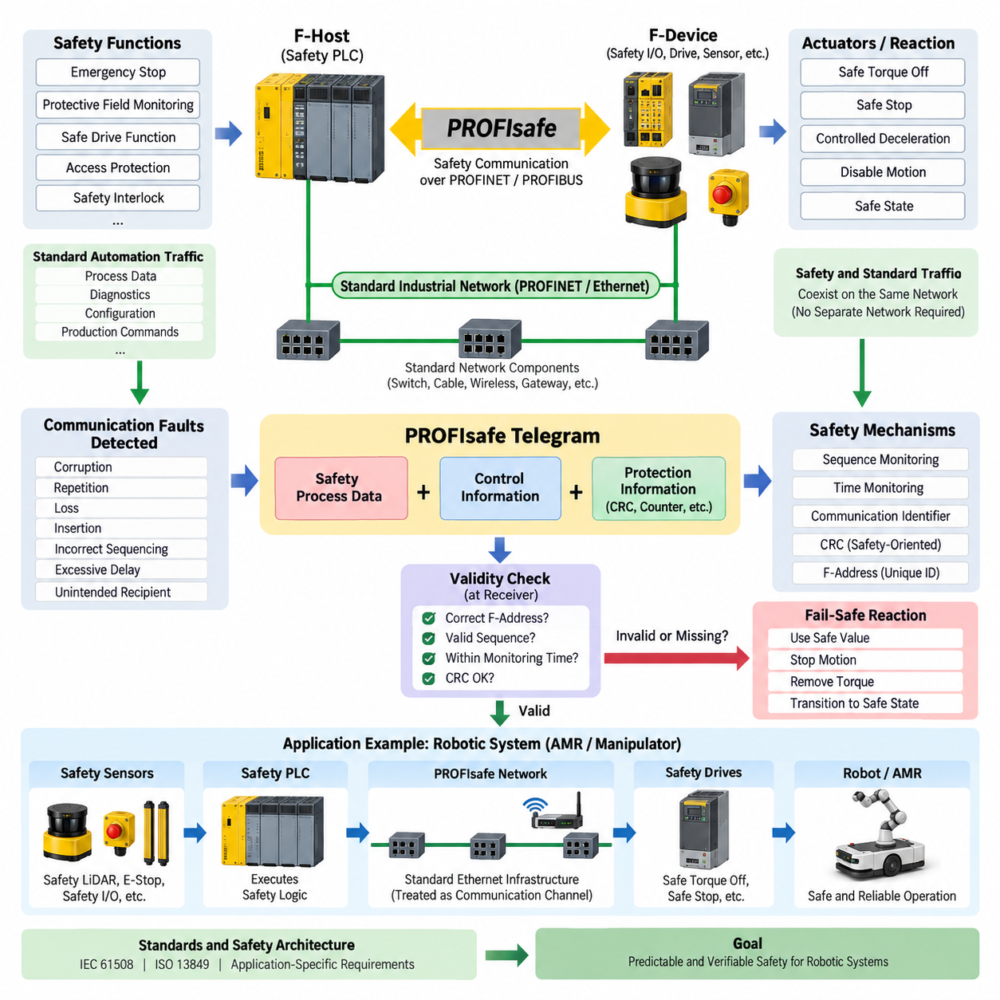 Safety Functions
Emergency Stop
Protective Field Monitoring
Safe Drive Function
Access Protection
Safety Interlock
...
F-Host
(Safety PLC)
PROFIsafe
Safety Communication
over PROFINET / PROFIBUS
F-Device
(Safety I/O, Drive, Sensor, etc.)
Actuators / Reaction
Safe Torque Off
Safe Stop
Controlled Deceleration
Disable Motion
Safe State
Standard Automation Traffic
Process Data
Diagnostics
Configuration
Production Commands
...
Standard Industrial Network (PROFINET / Ethernet)
Standard Network Components
(Switch, Cable, Wireless, Gateway, etc.)
Safety and Standard Traffio
Coexist on the Same Network
(No Separate Network Required)
Communication Faults
Detected
Corruption
Repetition
Loss
Insertion
Incorrect Sequencing
Excessive Delay
Unintended Recipient
PROFIsafe Telegram
Safety
Process Data
+
Control
Information
+
Protection
Information
(CRC, Counter, etc.)
Safety Mechanisms
Sequence Monitoring
Time Monitoring
Communication Identifier
CRC (Safety-Oriented)
F-Address (Unique ID)
Validity Check
(at Receiver)
Correct F-Address?
Valid Sequence?
Within Monitoring Time?
CRC OK?
Invalid or Missing?
Valid
Fail-Safe Reaction
Use Safe Value
Stop Motion
Remove Torque
Transition to Safe State
Application Example: Robotic System (AMR / Manipulator)
Safety Sensors
Safety LiDAR, E-Stop,
Safety I/O, etc.
Safety PLC
Executes
Safety Logic
PROFIsafe Network
Standard Ethernet Infrastructure
(Treated as Communication Channel)
Safety Drives
Safe Torque Off,
Safe Stop, etc.
Robot / AMR
Safe and Reliable Operation
Standards and Safety Architecture
IEC 61508 | ISO 13849 | Application-Specific Requirements
Goal
Predictable and Verifiable Safety for Robotic Systems